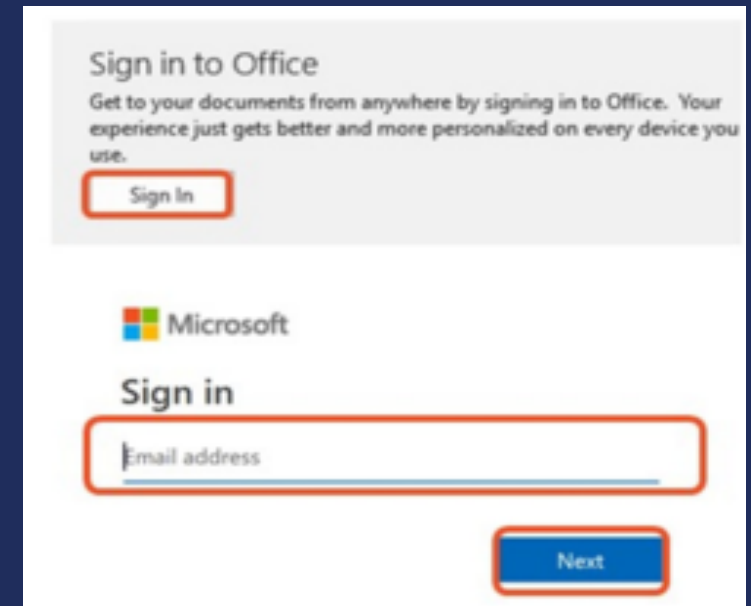 Sign in to Office
Get to your documents from anywhere by signing in to Office. Your
experience just gets better and more personalized on every device you
use.
Sign In
Microsoft
Sign in
Email address
Next